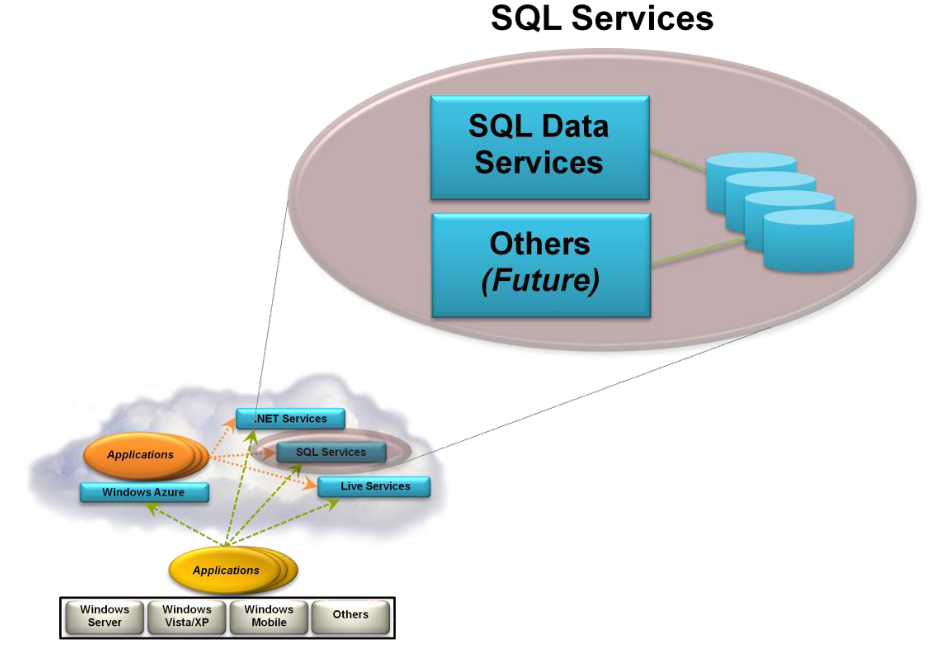 SQL Services
SQL Data
Services
Others
(Future)
.NET Services
Applications
SQL Services
Live Services
Windows Azure
Applications
Windows
Server
Windows
Vista/XP
Windows
Mobile
Others